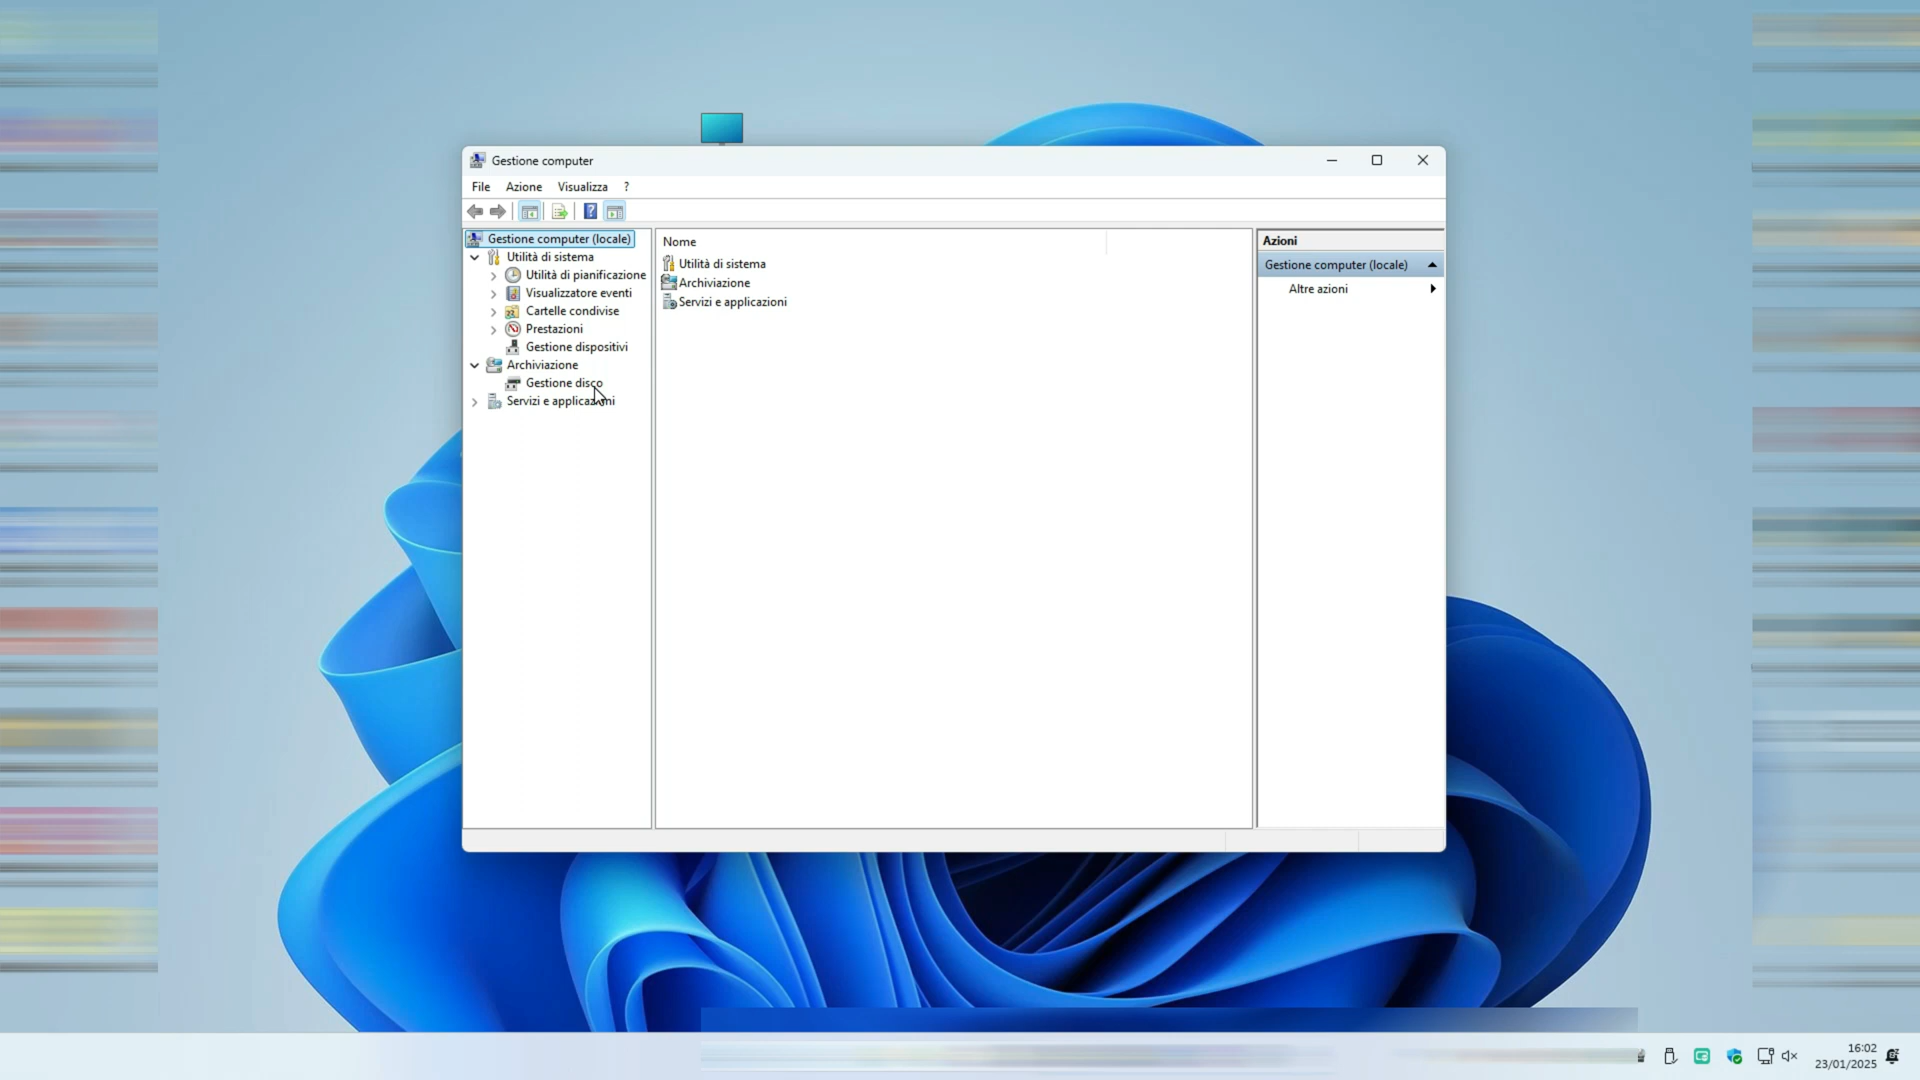 Gestione computer
File Azione Visualizza ?
Gestione computer (locale)
Utilità di sistema
Utilità di pianificazione
Visualizzatore eventi
Cartelle condivise
Prestazioni
Gestione dispositivi
Archiviazione
Gestione disco
Servizi e applicazioni
Nome
Utilità di sistema
Archiviazione
Servizi e applicazioni
Azioni
Gestione computer (locale)
Altre azioni
16:02
23/01/2025